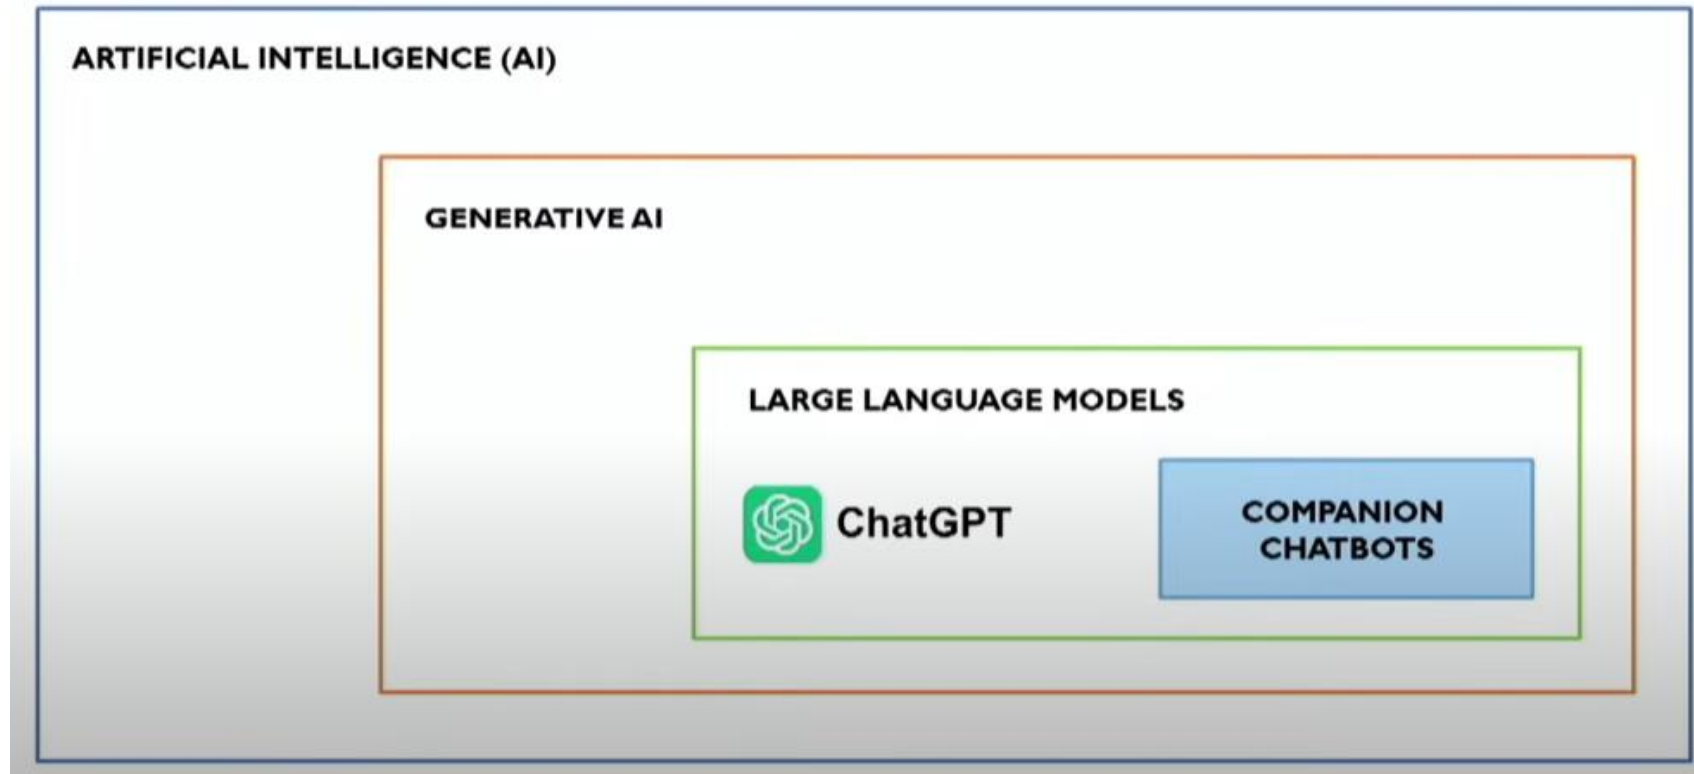 ARTIFICIAL INTELLIGENCE (AI)
GENERATIVE AI
LARGE LANGUAGE MODELS
ChatGPT
COMPANION
CHATBOTS